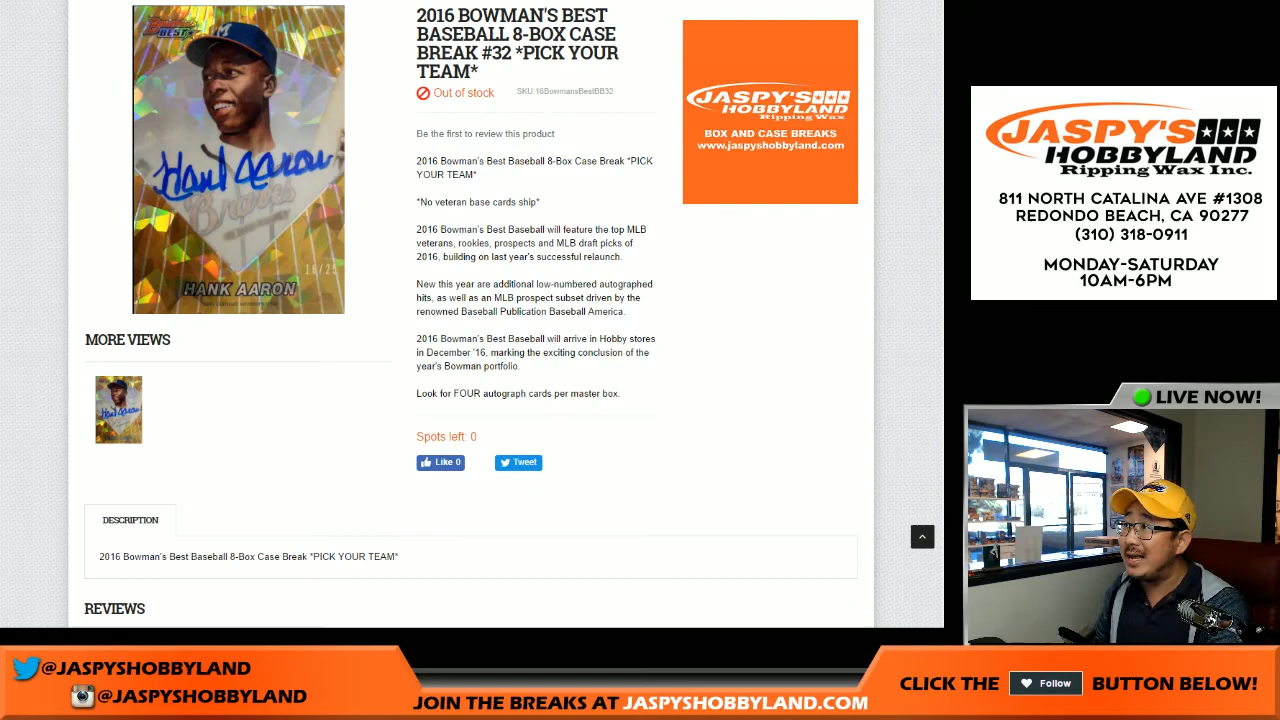 BOWMAN'S
BEST
Hank Aaron
Braves
10/25
HANK AARON
MORE VIEWS
2016 BOWMAN'S BEST
BASEBALL 8-BOX CASE
BREAK #32 *PICK YOUR
TEAM*
Out of stock
SKU:16BowmansBestBB32
Be the first to review this product
2016 Bowman's Best Baseball 8-Box Case Break *PICK
YOUR TEAM*
*No veteran base cards ship*
2016 Bowman's Best Baseball will feature the top MLB
veterans, rookies, prospects and MLB draft picks of
2016, building on last year's successful relaunch.
New this year are additional low-numbered autographed
hits, as well as an MLB prospect subset driven by the
renowned Baseball Publication Baseball America.
2016 Bowman's Best Baseball will arrive in Hobby stores
in December '16, marking the exciting conclusion of the
year's Bowman portfolio.
Look for FOUR autograph cards per master box.
Spots left: 0
Like 0
Tweet
DESCRIPTION
2016 Bowman's Best Baseball 8-Box Case Break *PICK YOUR TEAM*
REVIEWS
JASPY'S
HOBBYLAND
Ripping Wax
BOX AND CASE BREAKS
www.jaspyshobbyland.com
JASPY'S
HOBBYLAND
Ripping Wax Inc.
811 NORTH CATALINA AVE #1308
REDONDO BEACH, CA 90277
(310) 318-0911
MONDAY-SATURDAY
10AM-6PM
LIVE NOW!
@JASPYSHOBBYLAND
@JASPYSHOBBYLAND
JOIN THE BREAKS AT JASPYSHOBBYLAND.COM
CLICK THE Follow BUTTON BELOW!